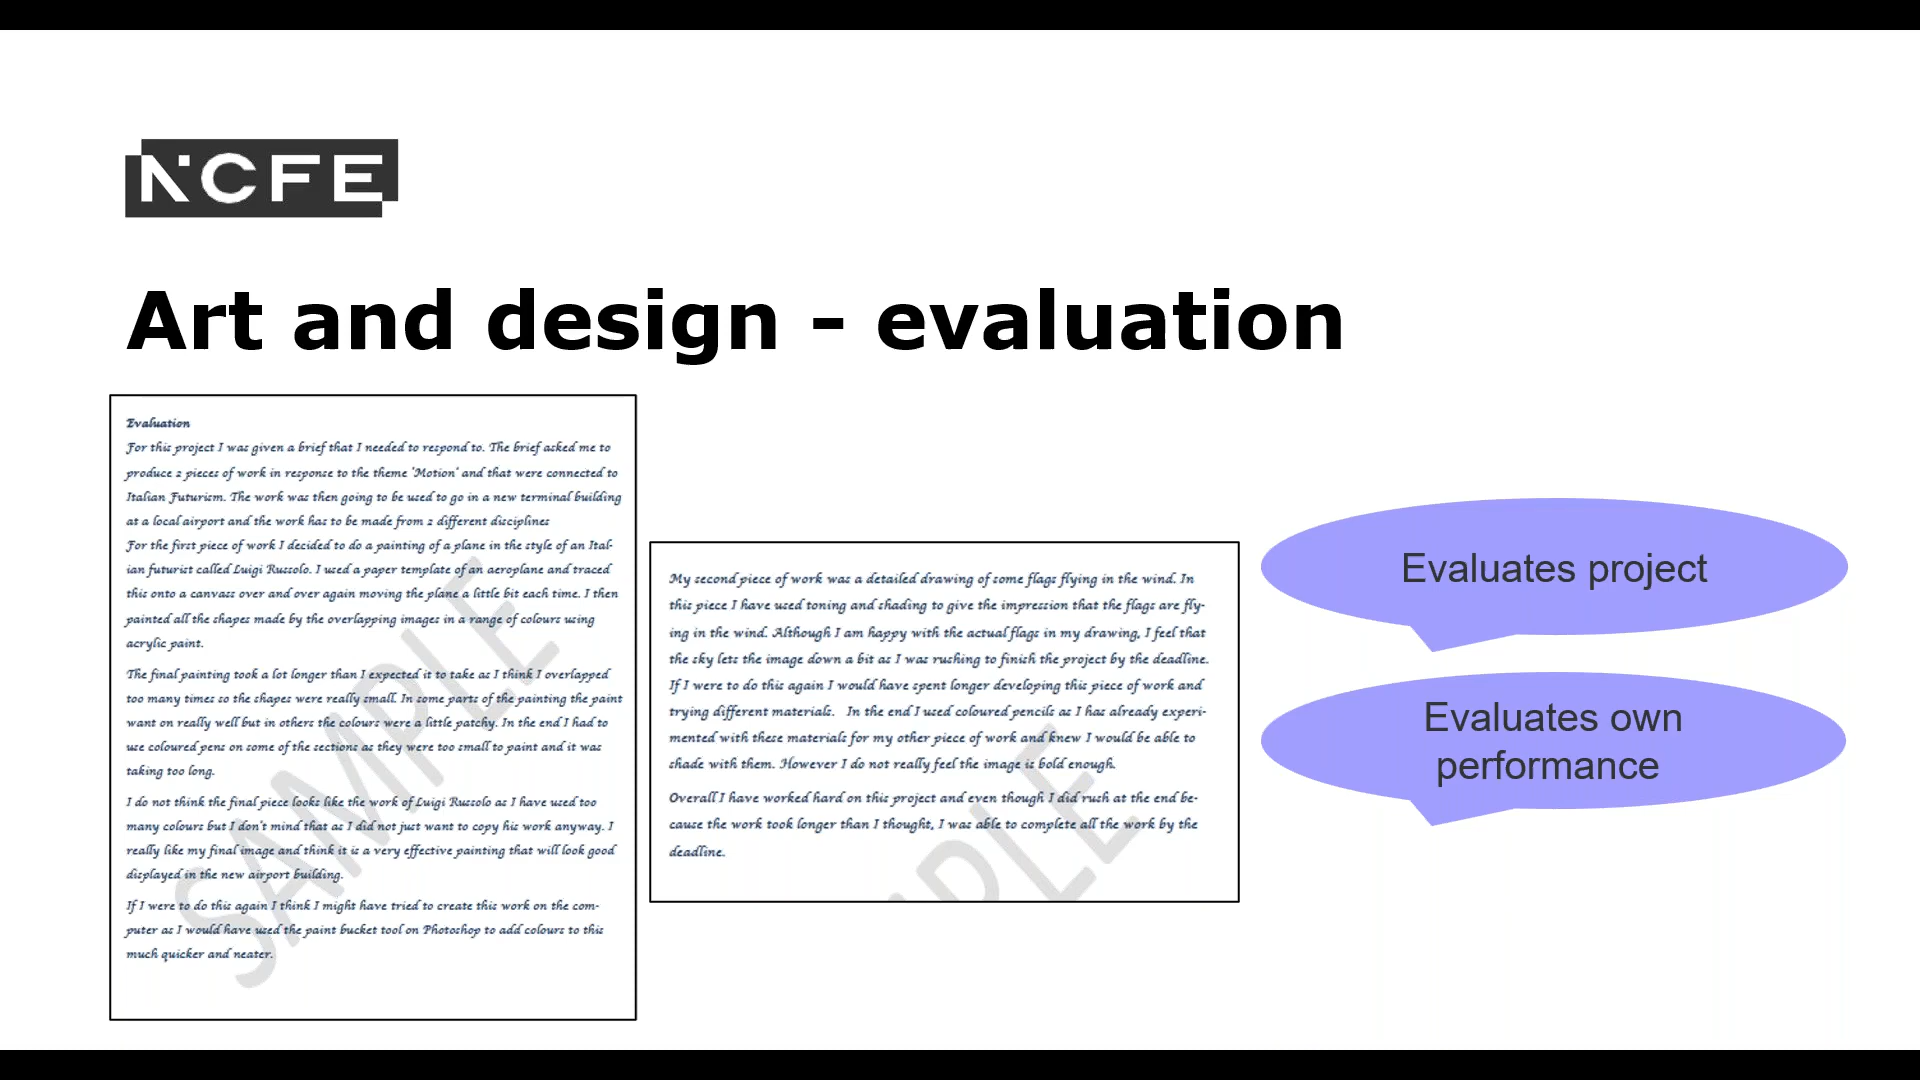 NCFE
Art and design - evaluation
Evaluation
For this project I was given a brief that I needed to respond to. The brief asked me to
produce 2 pieces of work in response to the theme 'Motion' and that were connected to
Italian Futurism. The work was then going to be used to go in a new terminal building
at a local airport and the work has to be made from 2 different disciplines
For the first piece of work I decided to do a painting of a plane in the style of an Ital-
ian futurist called Luigi Russolo. I used a paper template of an aeroplane and traced
this onto a canvass over and over again moving the plane a little bit each time. I then
painted all the shapes made by the overlapping images in a range of colours using
acrylic paint.
The final painting took a lot longer than I expected it to take as I think I overlapped
too many times so the shapes were really small. In some parts of the painting the paint
want on really well but in others the colours were a little patchy. In the end I had to
use coloured pens on some of the sections as they were too small to paint and it was
taking too long.
I do not think the final piece looks like the work of Luigi Russolo as I have used too
many colours but I don't mind that as I did not just want to copy his work anyway. I
really like my final image and think it is a very effective painting that will look good
displayed in the new airport building.
If I were to do this again I think I might have tried to create this work on the com-
puter as I would have used the paint bucket tool on Photoshop to add colours to this
much quicker and neater.
SAMPLE
My second piece of work was a detailed drawing of some flags flying in the wind. In
this piece I have used toning and shading to give the impression that the flags are fly-
ing in the wind. Although I am happy with the actual flags in my drawing, I feel that
the sky lets the image down a bit as I was rushing to finish the project by the deadline.
If I were to do this again I would have spent longer developing this piece of work and
trying different materials. In the end I used coloured pencils as I has already experi-
mented with these materials for my other piece of work and knew I would be able to
shade with them. However I do not really feel the image is bold enough.
Overall I have worked hard on this project and even though I did rush at the end be-
cause the work took longer than I thought, I was able to complete all the work by the
deadline.
PLE
Evaluates project
Evaluates own
performance